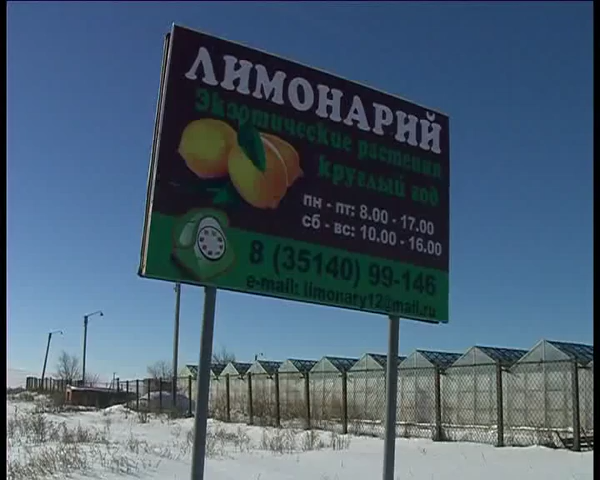 ЛИМОНАРИЙ
Экзотические растения
круглый год
пн - пт: 8.00 - 17.00
сб - вс: 10.00 - 16.00
8 (35140) 99-146
e-mail: limonary12@mail.ru